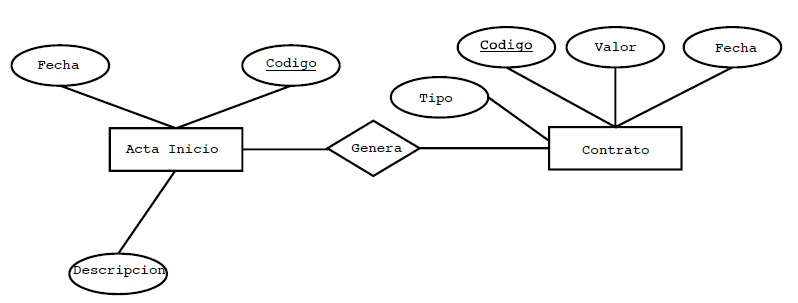 Codigo
Valor
Fecha
Fecha
Codigo
Tipo
Acta Inicio
Genera
Contrato
Descripcion